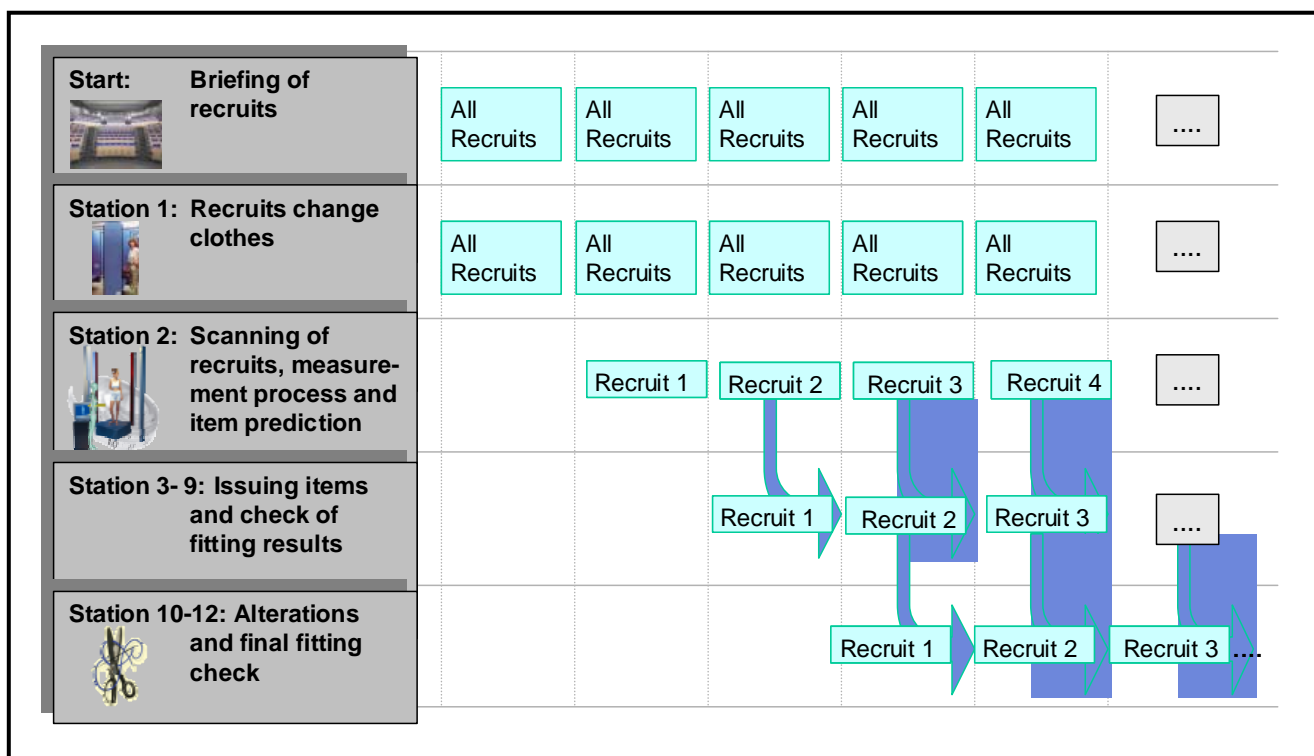 Start: Briefing of
recruits
All
Recruits
All
Recruits
All
Recruits
All
Recruits
All
Recruits
....
Station 1: Recruits change
clothes
All
Recruits
All
Recruits
All
Recruits
All
Recruits
All
Recruits
....
Station 2: Scanning of
recruits, measure-
ment process and
item prediction
Recruit 1
Recruit 2
Recruit 3
Recruit 4
....
Station 3- 9: Issuing items
and check of
fitting results
Recruit 1
Recruit 2
Recruit 3
....
Station 10-12: Alterations
and final fitting
check
Recruit 1
Recruit 2
Recruit 3
....